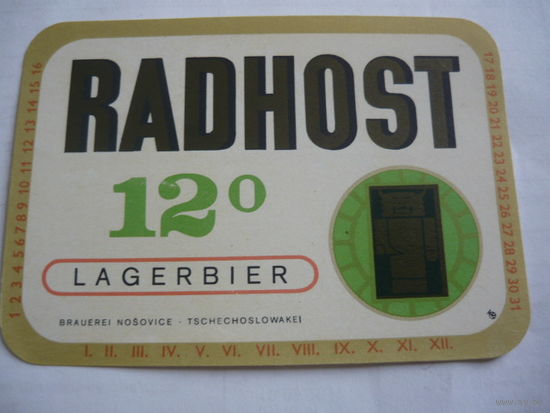 RADHOST
12º
LAGERBIER
BRAUEREI NOŠOVICE · TSCHECHOSLOWAKEI
1 2 3 4 5 6 7 8 9 10 11 12 13 14 15 16
17 18 19 20 21 22 23 24 25 26 27 28 29 30 31
I. II. III. IV. V. VI. VII. VIII. IX. X. XI. XII.